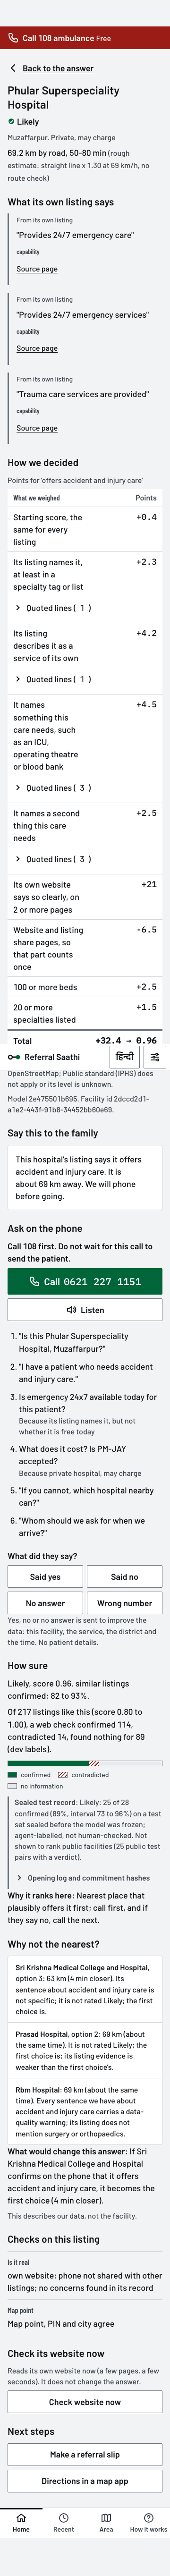 Call 108 ambulance Free
Back to the answer
Phular Superspeciality
Hospital
Likely
Muzaffarpur. Private, may charge
69.2 km by road, 50-80 min (rough
estimate: straight line x 1.30 at 69 km/h, no
route check)
What its own listing says
From its own listing
"Provides 24/7 emergency care"
capability
Source page
From its own listing
"Provides 24/7 emergency services"
capability
Source page
From its own listing
"Trauma care services are provided"
capability
Source page
How we decided
Points for 'offers accident and injury care'
What we weighed Points
Starting score, the +0.4
same for every
listing
Its listing names it, +2.3
at least in a
specialty tag or list
Quoted lines ( 1 )
Its listing +4.2
describes it as a
service of its own
Quoted lines ( 1 )
It names +4.5
something this
care needs, such
as an ICU,
operating theatre
or blood bank
Quoted lines ( 3 )
It names a second +2.5
thing this care
needs
Quoted lines ( 3 )
Its own website +21
says so clearly, on
2 or more pages
Website and listing -6.5
share pages, so
that part counts
once
100 or more beds +2.5
20 or more +1.5
specialties listed
Total +32.4 → 0.96
Referral Saathi हिन्दी
OpenStreetMap; Public standard (IPHS) does
not apply or its level is unknown.
Model 2e475501b695. Facility id 2dccd2d1-
a1e2-443f-91b8-34452bb60e69.
Say this to the family
This hospital's listing says it offers
accident and injury care. It is
about 69 km away. We will phone
before going.
Ask on the phone
Call 108 first. Do not wait for this call to
send the patient.
Call 0621 227 1151
Listen
1. "Is this Phular Superspeciality
Hospital, Muzaffarpur?"
2. "I have a patient who needs accident
and injury care."
3. Is emergency 24x7 available today for
this patient?
Because its listing names it, but not
whether it is free today
4. What does it cost? Is PM-JAY
accepted?
Because private hospital, may charge
5. "If you cannot, which hospital nearby
can?"
6. "Whom should we ask for when we
arrive?"
What did they say?
Said yes Said no
No answer Wrong number
Yes, no or no answer is sent to improve the
data: this facility, the service, the district and
the time. No patient details.
How sure
Likely, score 0.96. similar listings
confirmed: 82 to 93%.
Of 217 listings like this (score 0.80 to
1.00), a web check confirmed 114,
contradicted 14, found nothing for 89
(dev labels).
confirmed contradicted
no information
Sealed test record: Likely: 25 of 28
confirmed (89%, interval 73 to 96%) on a test
set sealed before the model was frozen;
agent-labelled, not human-checked. Not
shown to rank public facilities (25 public test
pairs with a verdict).
Opening log and commitment hashes
Why it ranks here: Nearest place that
plausibly offers it first; call first, and if
they say no, call the next.
Why not the nearest?
Sri Krishna Medical College and Hospital,
option 3: 63 km (4 min closer). Its
sentence about accident and injury care is
not specific; it is not rated Likely; the first
choice is.
Prasad Hospital, option 2: 69 km (about
the same time). It is not rated Likely; the
first choice is; its listing evidence is
weaker than the first choice's.
Rbm Hospital: 69 km (about the same
time). Every sentence we have about
accident and injury care carries a data-
quality warning; its listing does not
mention surgery or orthopaedics.
What would change this answer: If Sri
Krishna Medical College and Hospital
confirms on the phone that it offers
accident and injury care, it becomes the
first choice (4 min closer).
This describes our data, not the facility.
Checks on this listing
Is it real
own website; phone not shared with other
listings; no concerns found in its record
Map point
Map point, PIN and city agree
Check its website now
Reads its own website now (a few pages, a few
seconds). It does not change the answer.
Check website now
Next steps
Make a referral slip
Directions in a map app
Home Recent Area How it works